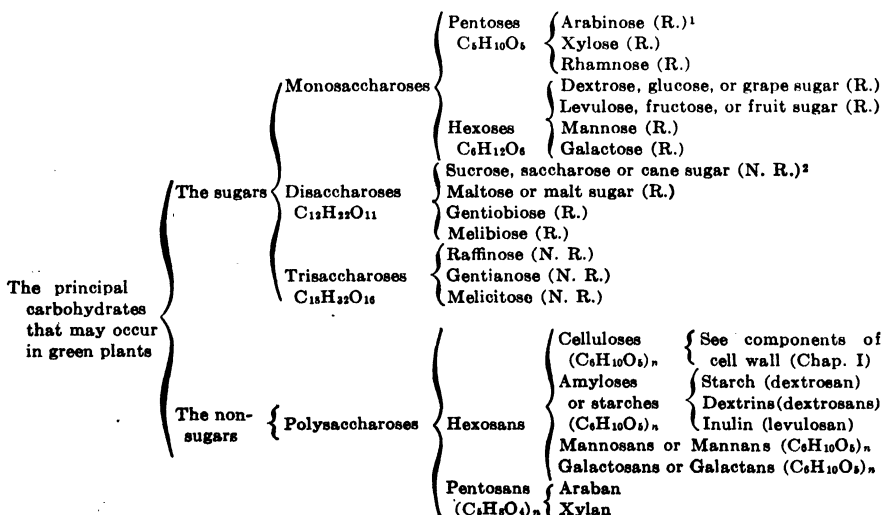 Pentoses
C₅H₁₀O₅
Arabinose (R.)¹
Xylose (R.)
Rhamnose (R.)
Monosaccharoses
Hexoses
C₆H₁₂O₆
Dextrose, glucose, or grape sugar (R.)
Levulose, fructose, or fruit sugar (R.)
Mannose (R.)
Galactose (R.)
The sugars
Disaccharoses
C₁₂H₂₂O₁₁
Sucrose, saccharose or cane sugar (N. R.)²
Maltose or malt sugar (R.)
Gentiobiose (R.)
Melibiose (R.)
Trisaccharoses
C₁₈H₃₂O₁₆
Raffinose (N. R.)
Gentianose (N. R.)
Melicitose (N. R.)
The principal
carbohydrates
that may occur
in green plants
The non-
sugars
Polysaccharoses
Hexosans
Celluloses
(C₆H₁₀O₅)ₙ
See components of
cell wall (Chap. I)
Amyloses
or starches
(C₆H₁₀O₅)ₙ
Starch (dextrosan)
Dextrins(dextrosans)
Inulin (levulosan)
Mannosans or Mannans (C₆H₁₀O₅)ₙ
Galactosans or Galactans (C₆H₁₀O₅)ₙ
Pentosans
(C₅H₈O₄)ₙ
Araban
Xylan